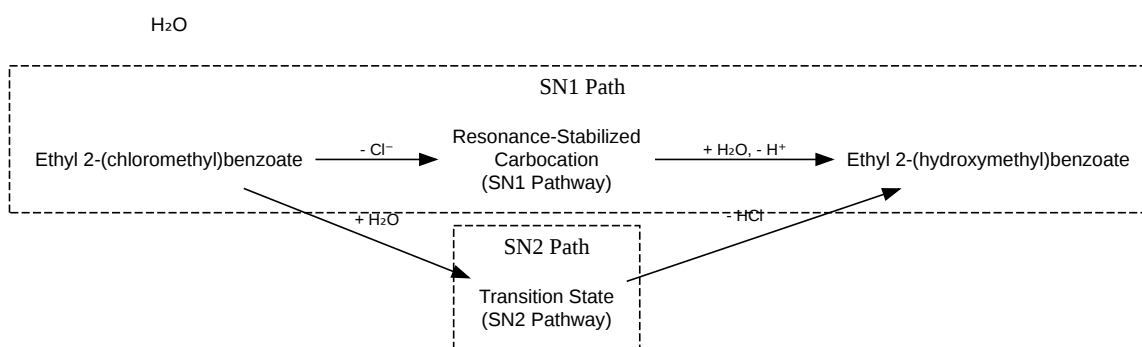 H₂O
SN1 Path
Ethyl 2-(chloromethyl)benzoate
- Cl⁻
Resonance-Stabilized
Carbocation
(SN1 Pathway)
+ H₂O, - H⁺
Ethyl 2-(hydroxymethyl)benzoate
+ H₂O
- HCl
SN2 Path
Transition State
(SN2 Pathway)